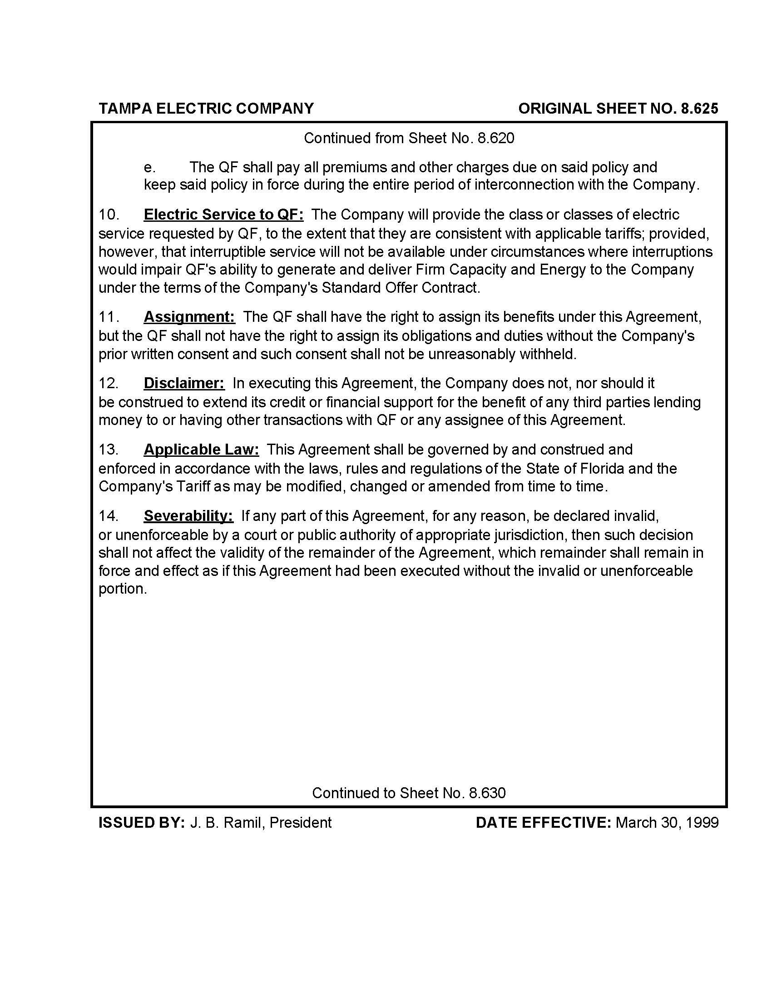 TAMPA ELECTRIC COMPANY ORIGINAL SHEET NO. 8.625
Continued from Sheet No. 8.620
e. The QF shall pay all premiums and other charges due on said policy and
keep said policy in force during the entire period of interconnection with the Company.
10. Electric Service to QF: The Company will provide the class or classes of electric
service requested by QF, to the extent that they are consistent with applicable tariffs; provided,
however, that interruptible service will not be available under circumstances where interruptions
would impair QF's ability to generate and deliver Firm Capacity and Energy to the Company
under the terms of the Company's Standard Offer Contract.
11. Assignment: The QF shall have the right to assign its benefits under this Agreement,
but the QF shall not have the right to assign its obligations and duties without the Company's
prior written consent and such consent shall not be unreasonably withheld.
12. Disclaimer: In executing this Agreement, the Company does not, nor should it
be construed to extend its credit or financial support for the benefit of any third parties lending
money to or having other transactions with QF or any assignee of this Agreement.
13. Applicable Law: This Agreement shall be governed by and construed and
enforced in accordance with the laws, rules and regulations of the State of Florida and the
Company's Tariff as may be modified, changed or amended from time to time.
14. Severability: If any part of this Agreement, for any reason, be declared invalid,
or unenforceable by a court or public authority of appropriate jurisdiction, then such decision
shall not affect the validity of the remainder of the Agreement, which remainder shall remain in
force and effect as if this Agreement had been executed without the invalid or unenforceable
portion.
Continued to Sheet No. 8.630
ISSUED BY: J. B. Ramil, President DATE EFFECTIVE: March 30, 1999